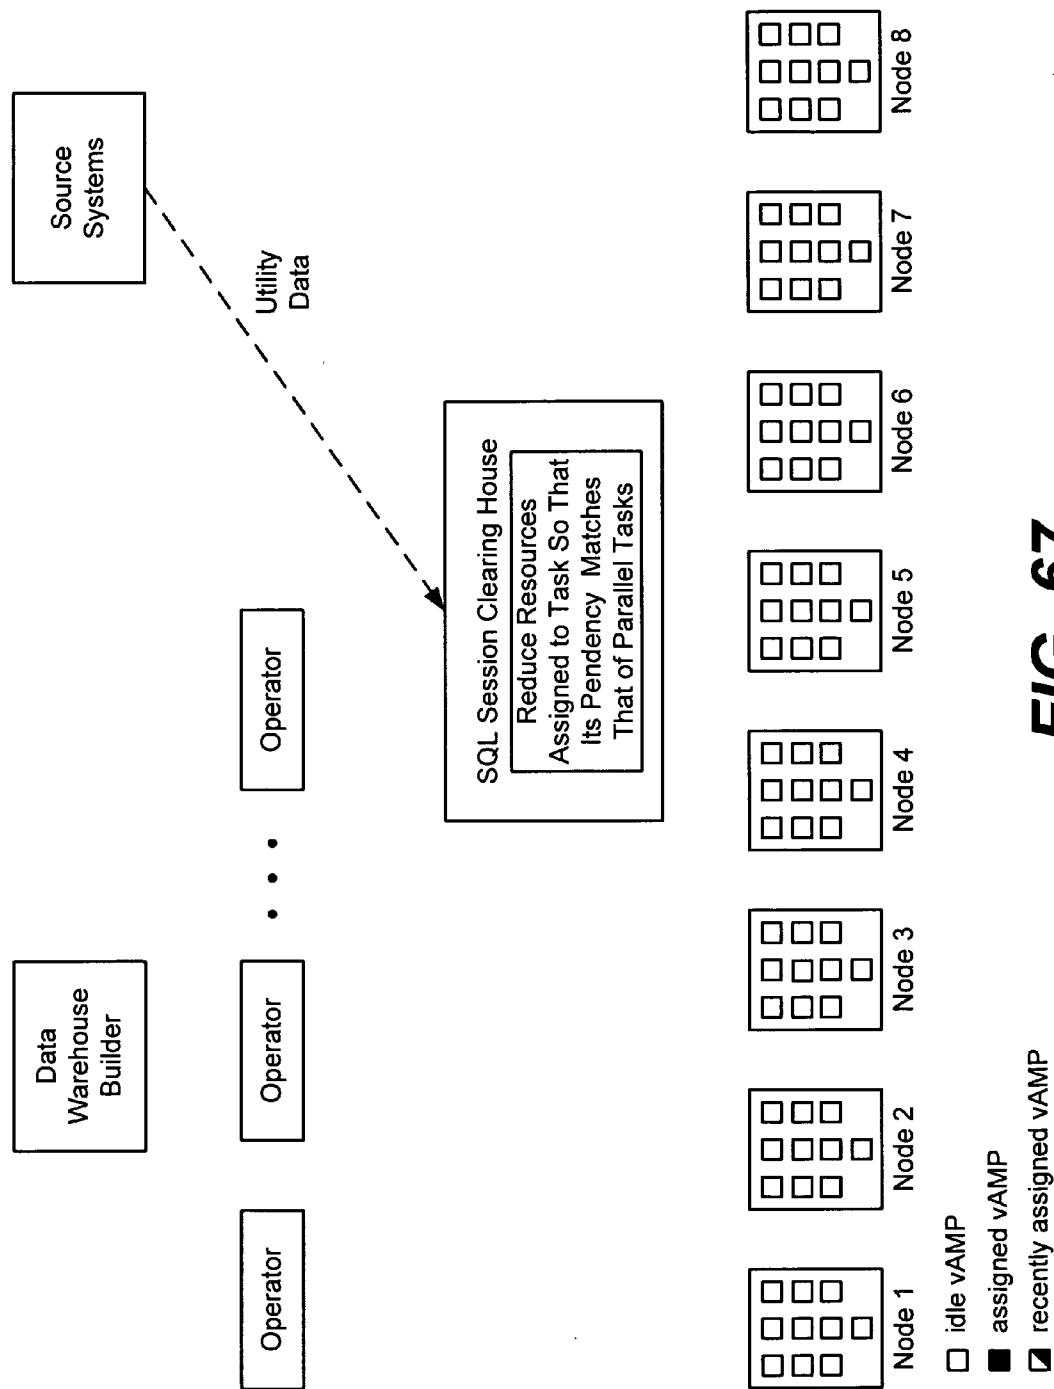 Data
Warehouse
Builder
Source
Systems
Operator
Operator
Operator
Utility
Data
SQL Session Clearing House
Reduce Resources
Assigned to Task So That
Its Pendency Matches
That of Parallel Tasks
Node 1
Node 2
Node 3
Node 4
Node 5
Node 6
Node 7
Node 8
idle vAMP
assigned vAMP
recently assigned vAMP
FIG. 67